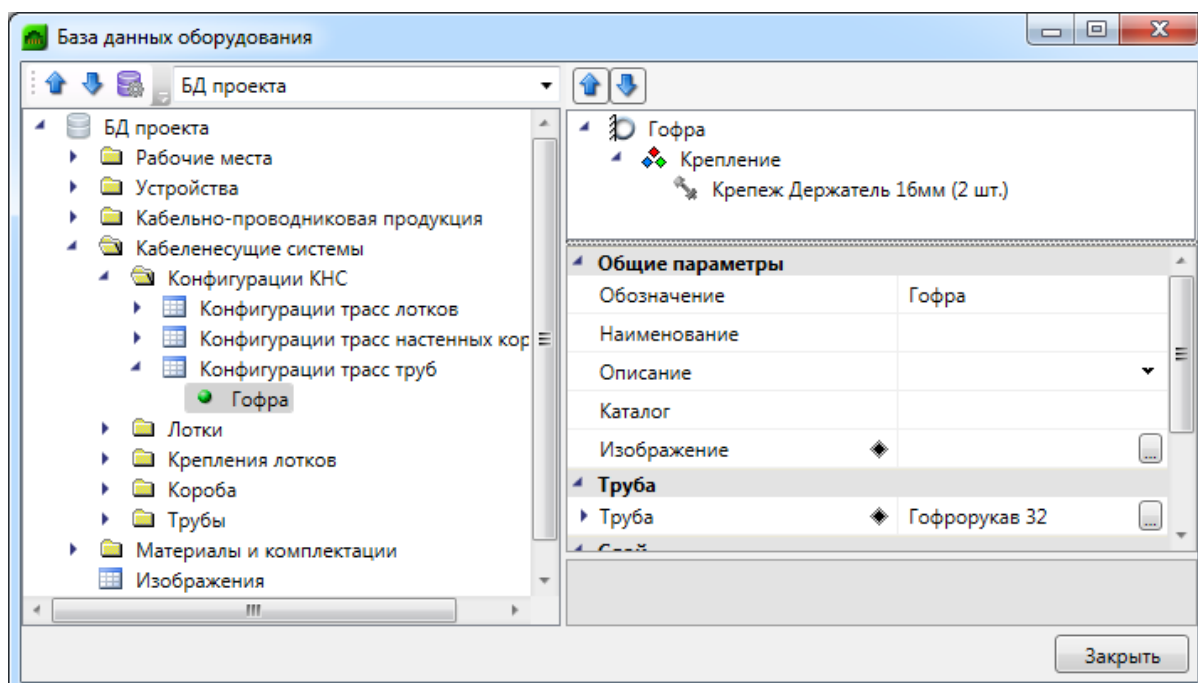 База данных оборудования
БД проекта
БД проекта
Рабочие места
Устройства
Кабельно-проводниковая продукция
Кабеленесущие системы
Конфигурации КНС
Конфигурации трасс лотков
Конфигурации трасс настенных кор
Конфигурации трасс труб
Гофра
Лотки
Крепления лотков
Короба
Трубы
Материалы и комплектации
Изображения
Гофра
Крепление
Крепеж Держатель 16мм (2 шт.)
Общие параметры
Обозначение Гофра
Наименование
Описание
Каталог
Изображение ...
Труба
Труба Гофрорукав 32 ...
Закрыть